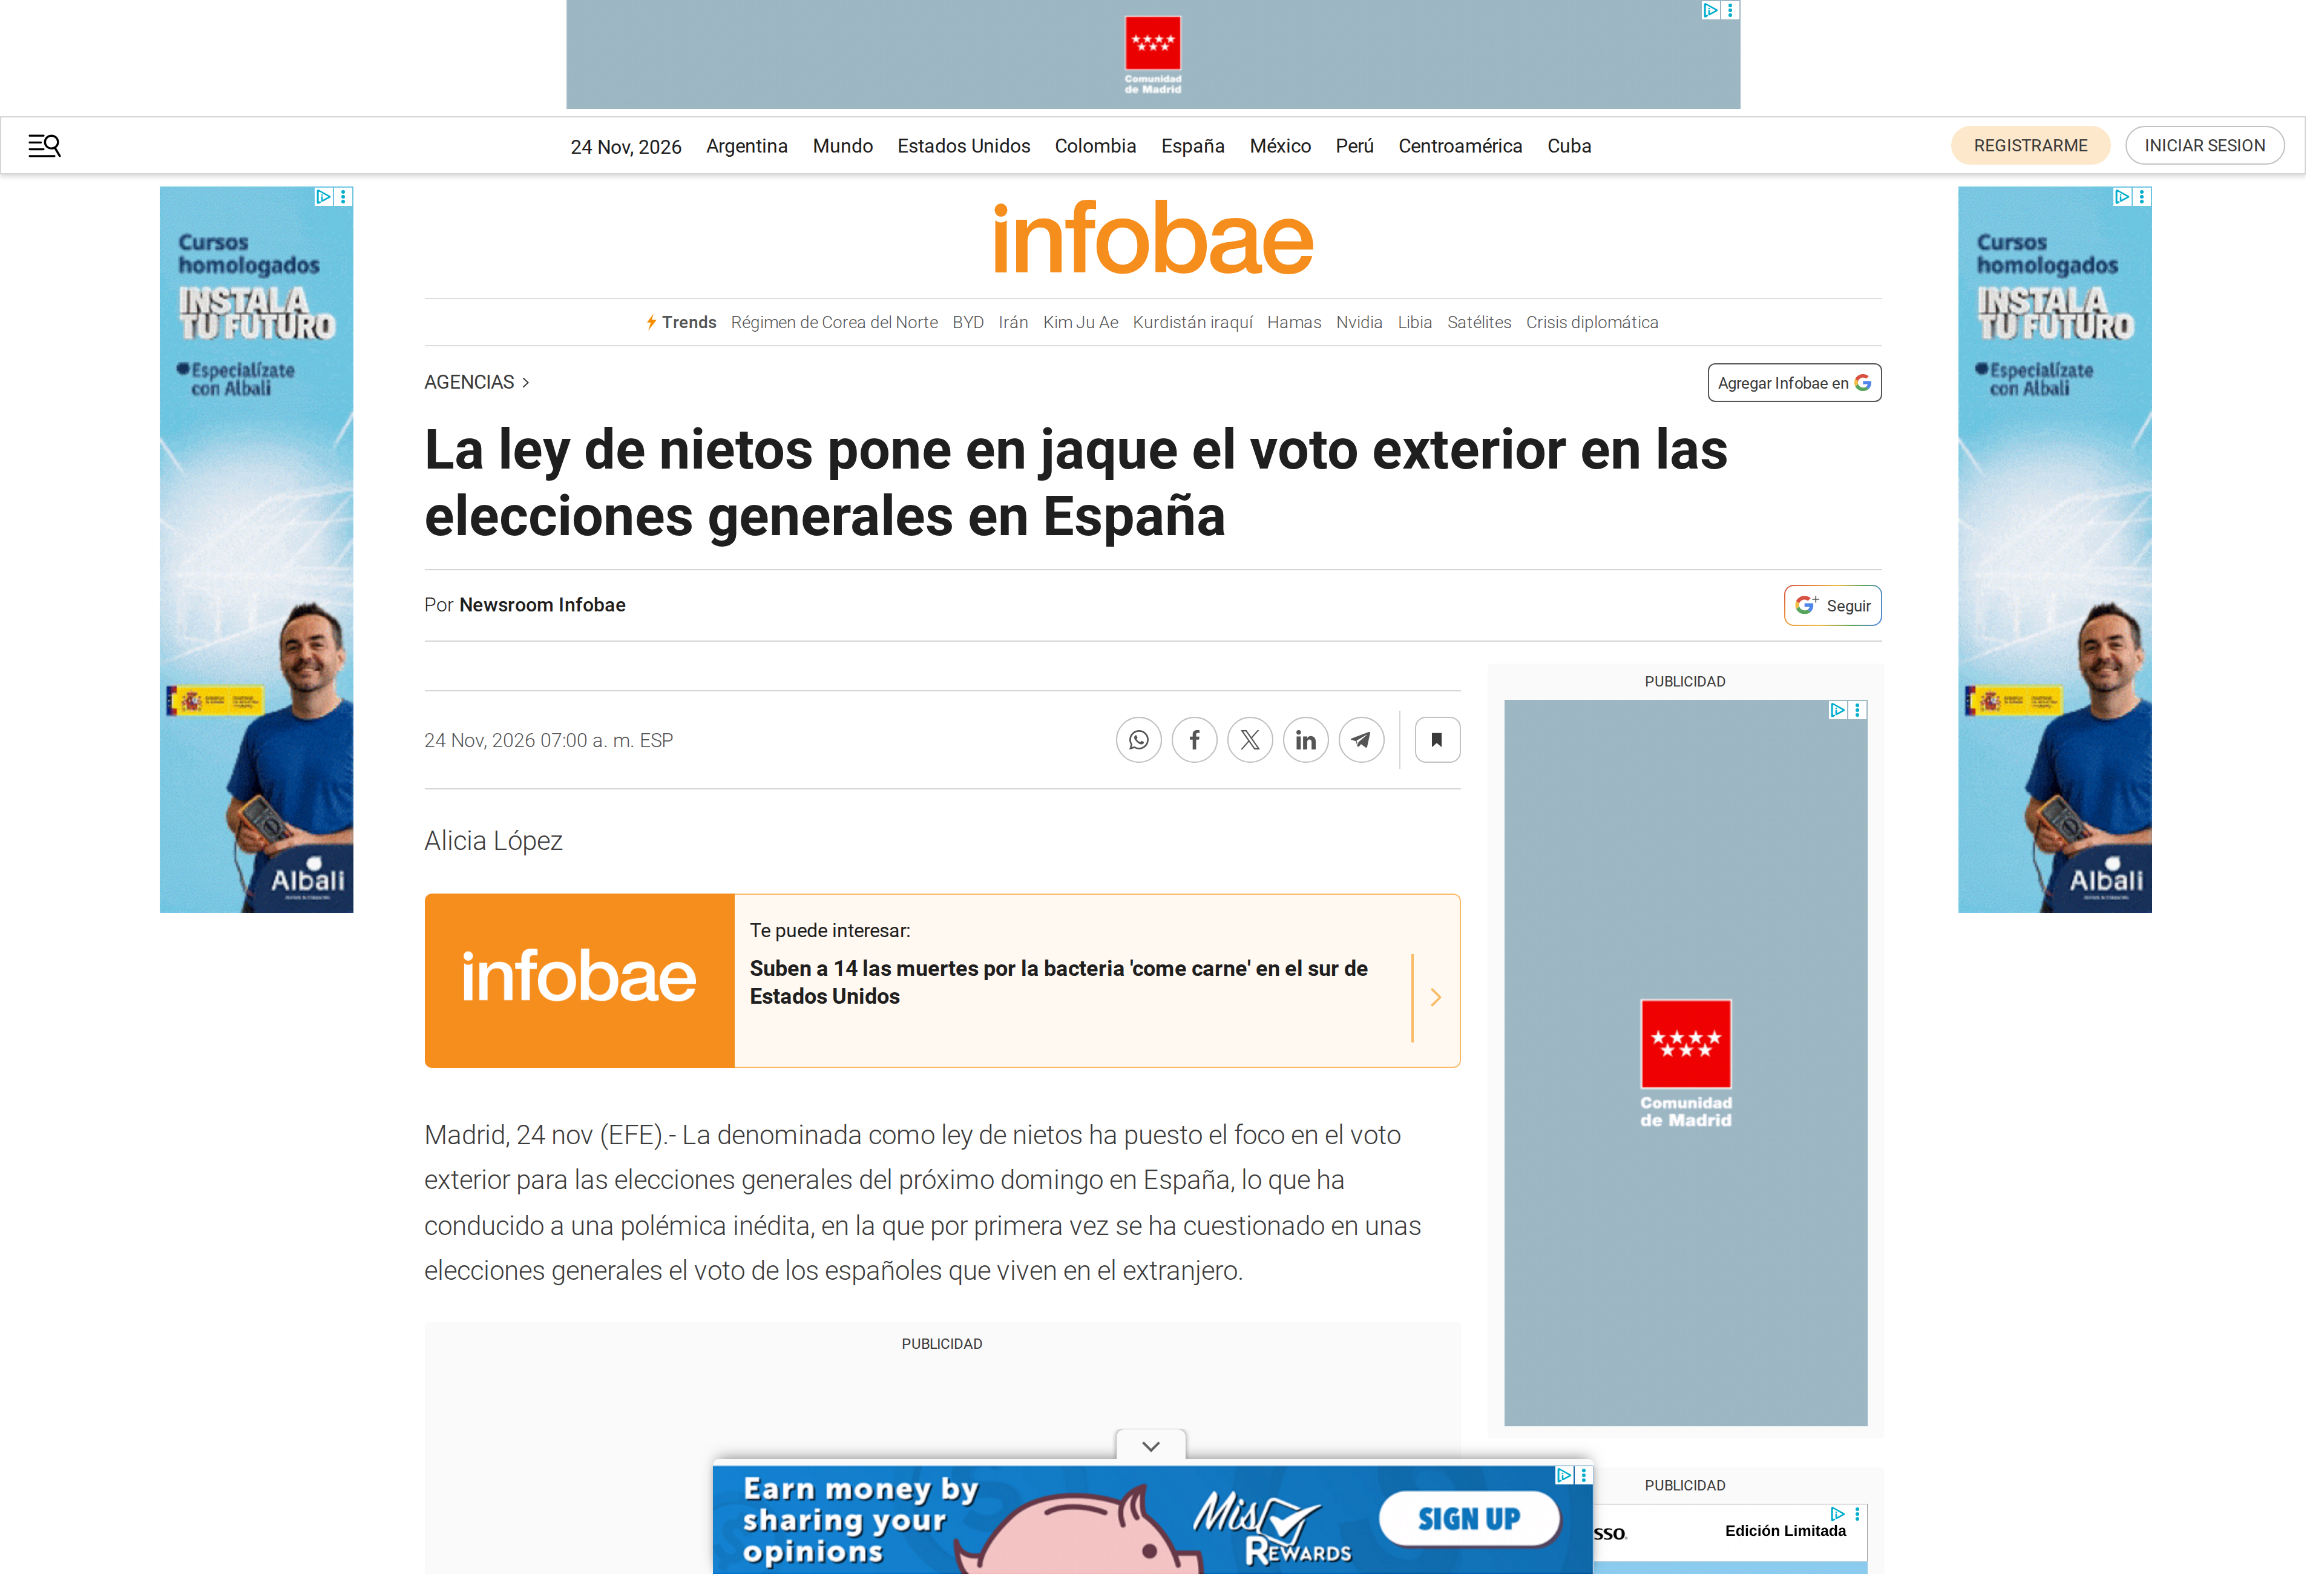 Comunidad
de Madrid
24 Nov, 2026 Argentina Mundo Estados Unidos Colombia España México Perú Centroamérica Cuba
REGISTRARME INICIAR SESION
Cursos
homologados
INSTALA
TU FUTURO
Especialízate
con Albali
Albali
infobae
Trends Régimen de Corea del Norte BYD Irán Kim Ju Ae Kurdistán iraquí Hamas Nvidia Libia Satélites Crisis diplomática
AGENCIAS >
Agregar Infobae en G
La ley de nietos pone en jaque el voto exterior en las
elecciones generales en España
Por Newsroom Infobae
G+ Seguir
24 Nov, 2026 07:00 a. m. ESP
Alicia López
infobae
Te puede interesar:
Suben a 14 las muertes por la bacteria 'come carne' en el sur de
Estados Unidos
Madrid, 24 nov (EFE).- La denominada como ley de nietos ha puesto el foco en el voto
exterior para las elecciones generales del próximo domingo en España, lo que ha
conducido a una polémica inédita, en la que por primera vez se ha cuestionado en unas
elecciones generales el voto de los españoles que viven en el extranjero.
PUBLICIDAD
Earn money by
sharing your
opinions
Mis
REWARDS
SIGN UP
PUBLICIDAD
Comunidad
de Madrid
PUBLICIDAD
sso.
Edición Limitada
Cursos
homologados
INSTALA
TU FUTURO
Especialízate
con Albali
Albali